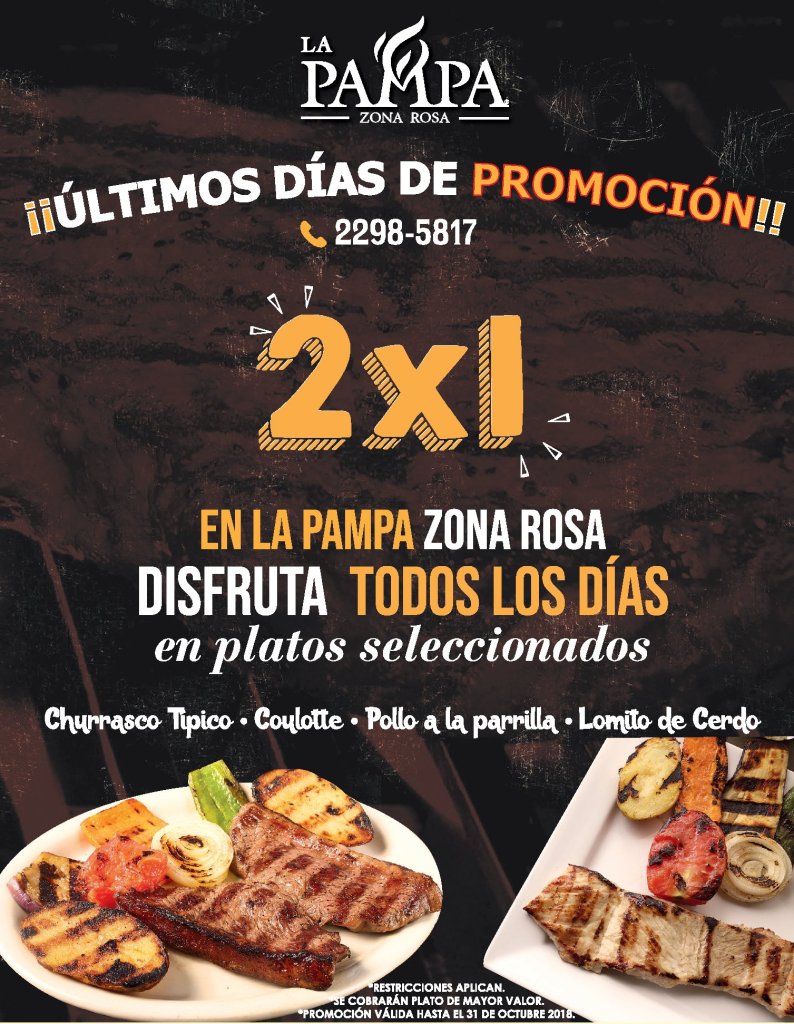 LA
PAMPA
ZONA ROSA
¡¡ÚLTIMOS DÍAS DE PROMOCIÓN!!
2298-5817
2x1
EN LA PAMPA ZONA ROSA
DISFRUTA TODOS LOS DÍAS
en platos seleccionados
Churrasco Tipico • Coulotte • Pollo a la parrilla • Lomito de Cerdo
*RESTRICCIONES APLICAN.
*SE COBRARÁN PLATO DE MAYOR VALOR.
*PROMOCIÓN VÁLIDA HASTA EL 31 DE OCTUBRE 2018.